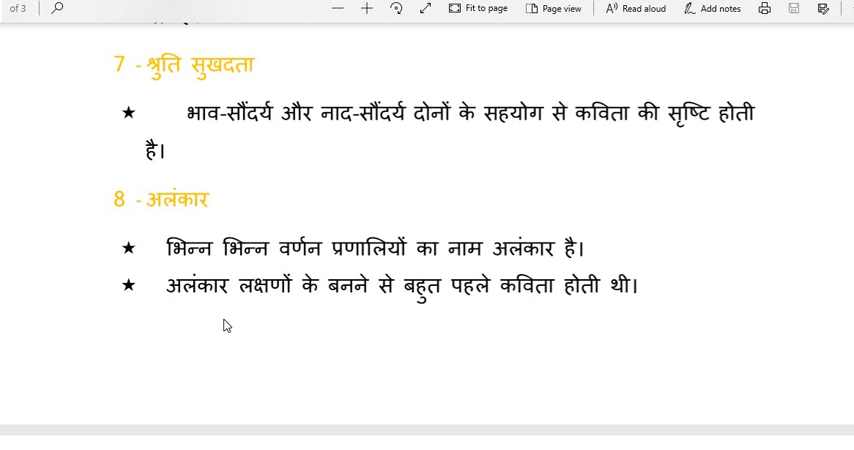 of 3 Fit to page Page view Read aloud Add notes
7 - श्रुति सुखदता
★ भाव-सौंदर्य और नाद-सौंदर्य दोनों के सहयोग से कविता की सृष्टि होती
है।
8 - अलंकार
★ भिन्न भिन्न वर्णन प्रणालियों का नाम अलंकार है।
★ अलंकार लक्षणों के बनने से बहुत पहले कविता होती थी।